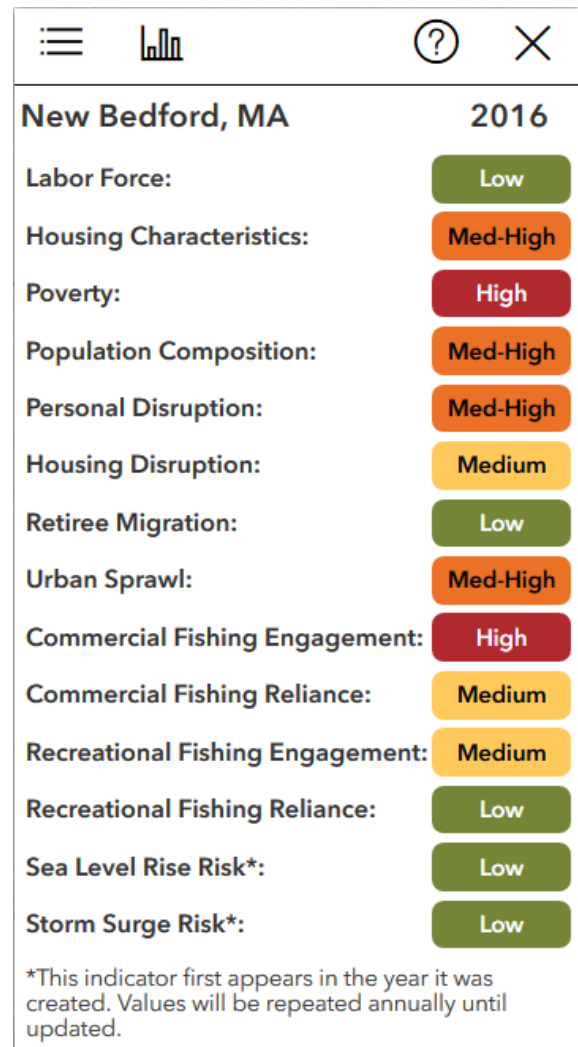 New Bedford, MA 2016
Labor Force: Low
Housing Characteristics: Med-High
Poverty: High
Population Composition: Med-High
Personal Disruption: Med-High
Housing Disruption: Medium
Retiree Migration: Low
Urban Sprawl: Med-High
Commercial Fishing Engagement: High
Commercial Fishing Reliance: Medium
Recreational Fishing Engagement: Medium
Recreational Fishing Reliance: Low
Sea Level Rise Risk*: Low
Storm Surge Risk*: Low
*This indicator first appears in the year it was
created. Values will be repeated annually until
updated.